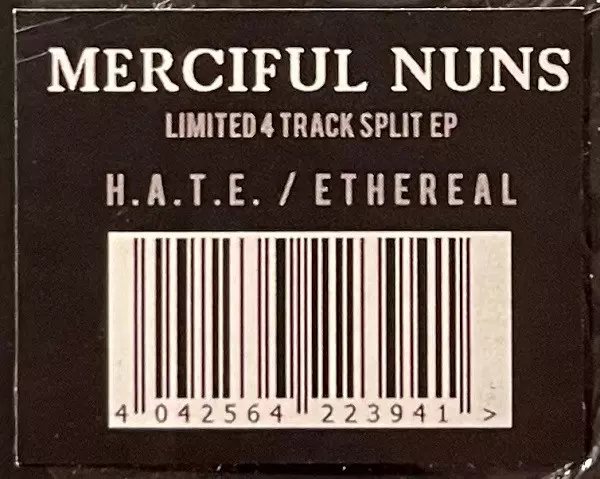 MERCIFUL NUNS
LIMITED 4 TRACK SPLIT EP
H.A.T.E. / ETHEREAL
4 042564 223941 >